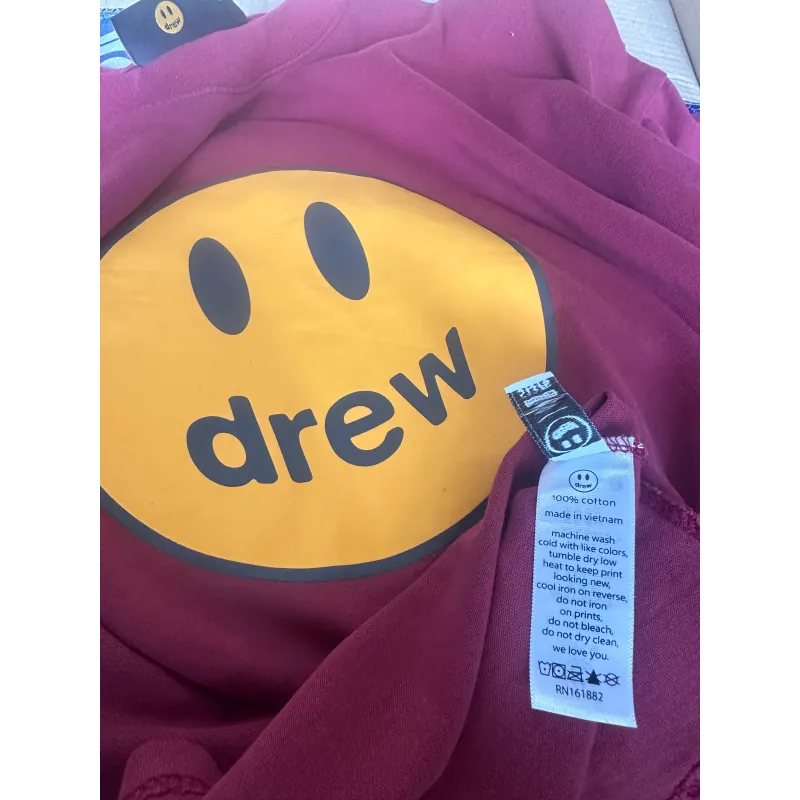 drew
drew
drew
100% cotton
made in vietnam
machine wash
cold with like colors,
tumble dry low
heat to keep print
looking new,
cool iron on reverse,
do not iron
on prints,
do not bleach,
do not dry clean,
we love you.
RN161882